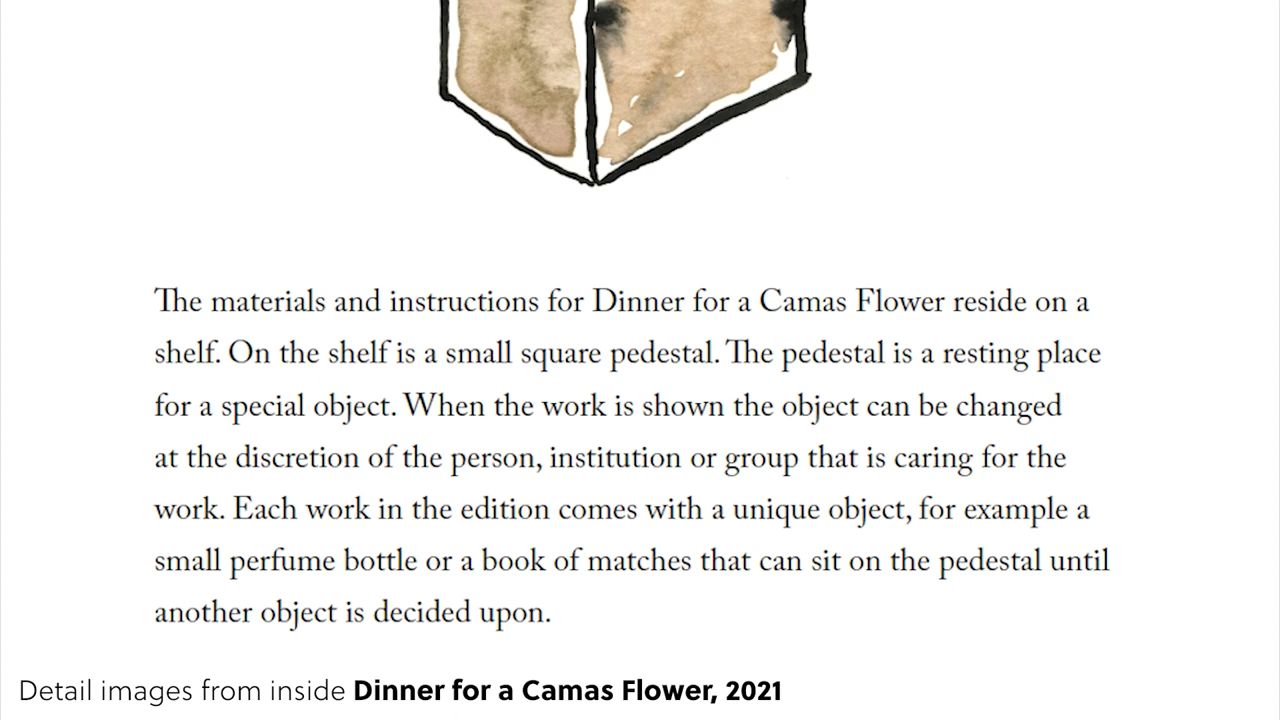 The materials and instructions for Dinner for a Camas Flower reside on a
shelf. On the shelf is a small square pedestal. The pedestal is a resting place
for a special object. When the work is shown the object can be changed
at the discretion of the person, institution or group that is caring for the
work. Each work in the edition comes with a unique object, for example a
small perfume bottle or a book of matches that can sit on the pedestal until
another object is decided upon.
Detail images from inside Dinner for a Camas Flower, 2021